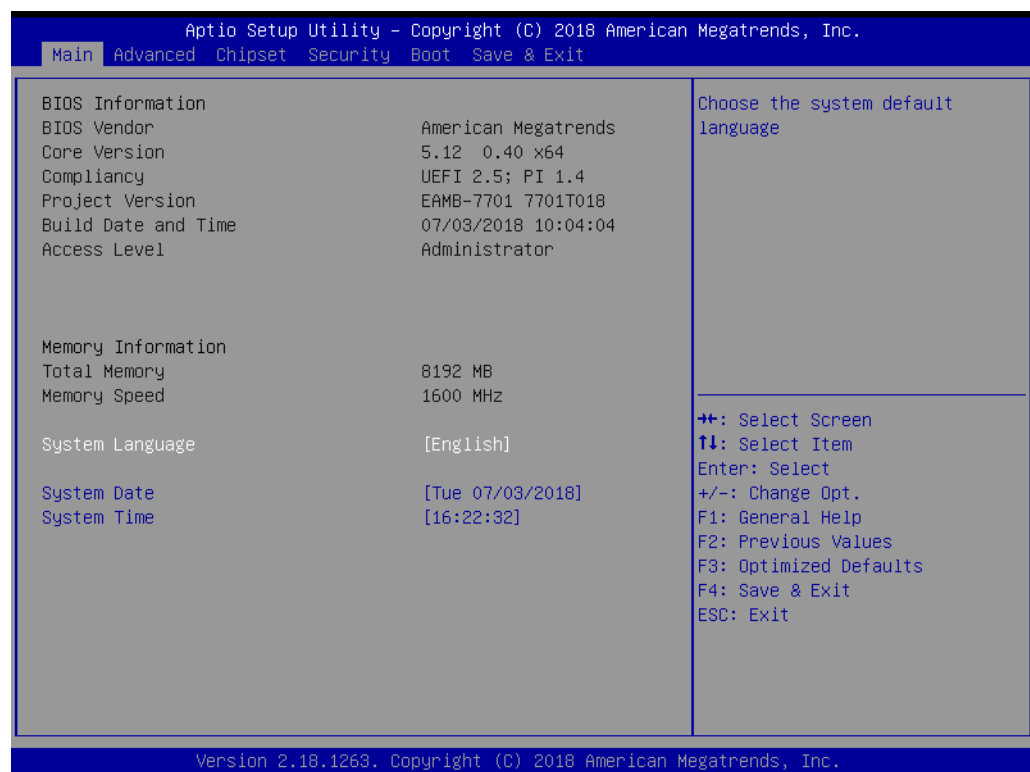 Aptio Setup Utility – Copyright (C) 2018 American Megatrends, Inc.
Main Advanced Chipset Security Boot Save & Exit
BIOS Information
BIOS Vendor American Megatrends
Core Version 5.12 0.40 x64
Compliancy UEFI 2.5; PI 1.4
Project Version EAMB-7701 7701T018
Build Date and Time 07/03/2018 10:04:04
Access Level Administrator
Memory Information
Total Memory 8192 MB
Memory Speed 1600 MHz
System Language [English]
System Date [Tue 07/03/2018]
System Time [16:22:32]
Choose the system default
language
→←: Select Screen
↑↓: Select Item
Enter: Select
+/-: Change Opt.
F1: General Help
F2: Previous Values
F3: Optimized Defaults
F4: Save & Exit
ESC: Exit
Version 2.18.1263. Copyright (C) 2018 American Megatrends, Inc.